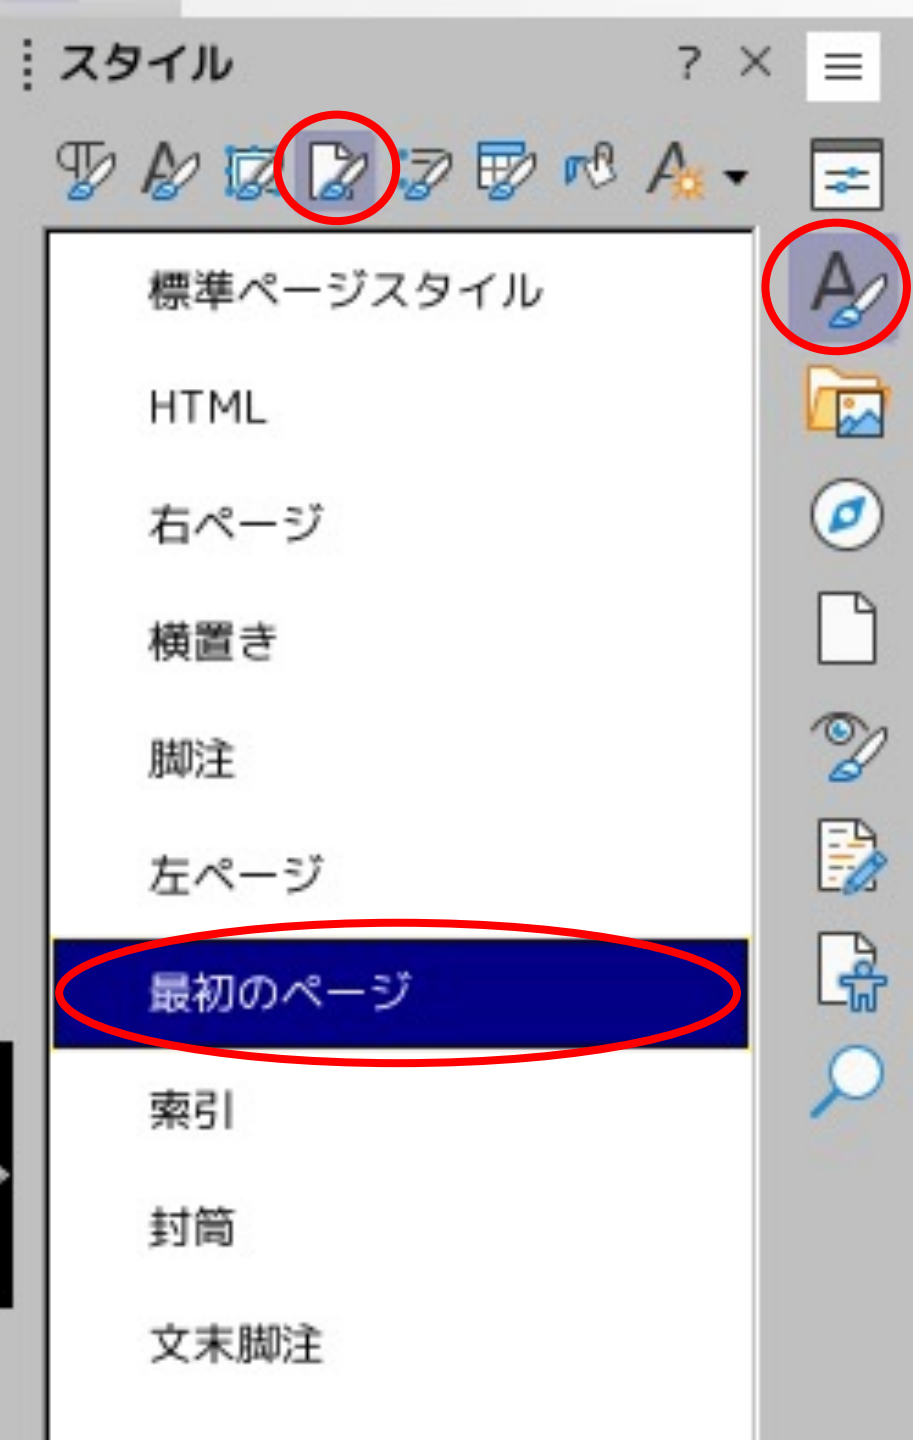 スタイル
?
標準ページスタイル
HTML
右ページ
横置き
脚注
左ページ
最初のページ
索引
封筒
文末脚注